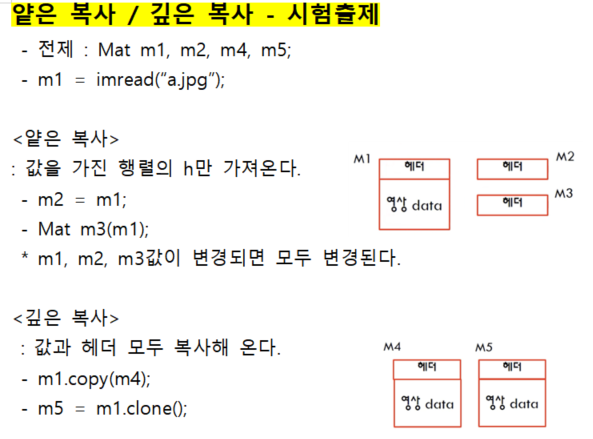 얕은 복사 / 깊은 복사 - 시험출제
- 전제 : Mat m1, m2, m4, m5;
- m1 = imread("a.jpg");
<얕은 복사>
: 값을 가진 행렬의 h만 가져온다.
- m2 = m1;
- Mat m3(m1);
* m1, m2, m3값이 변경되면 모두 변경된다.
M1
헤더
영상 data
헤더
M2
헤더
M3
<깊은 복사>
: 값과 헤더 모두 복사해 온다.
- m1.copy(m4);
- m5 = m1.clone();
M4
헤더
영상 data
M5
헤더
영상 data